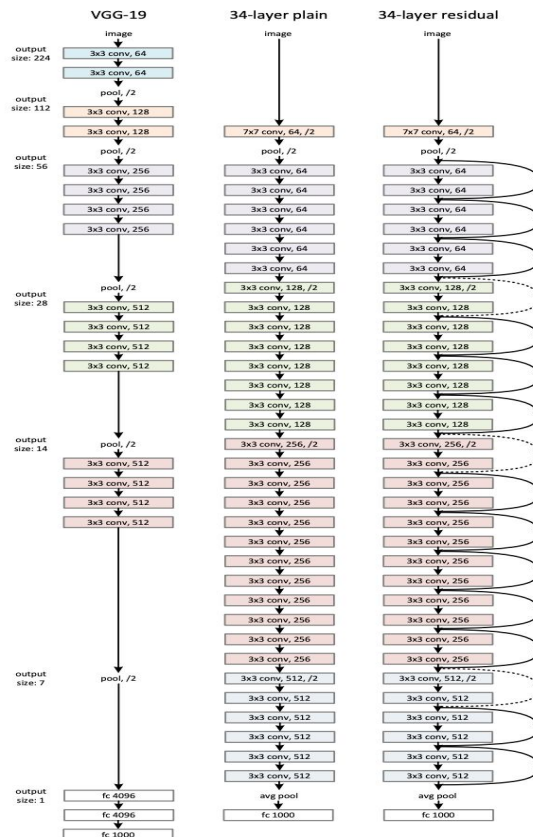 output
size: 224
output
size: 112
output
size: 56
output
size: 28
output
size: 14
output
size: 7
output
size: 1
VGG-19
image
3x3 conv, 64
3x3 conv, 64
pool, /2
3x3 conv, 128
3x3 conv, 128
pool, /2
3x3 conv, 256
3x3 conv, 256
3x3 conv, 256
3x3 conv, 256
pool, /2
3x3 conv, 512
3x3 conv, 512
3x3 conv, 512
3x3 conv, 512
pool, /2
3x3 conv, 512
3x3 conv, 512
3x3 conv, 512
3x3 conv, 512
pool, /2
fc 4096
fc 4096
fc 1000
34-layer plain
image
7x7 conv, 64, /2
pool, /2
3x3 conv, 64
3x3 conv, 64
3x3 conv, 64
3x3 conv, 64
3x3 conv, 64
3x3 conv, 64
3x3 conv, 128, /2
3x3 conv, 128
3x3 conv, 128
3x3 conv, 128
3x3 conv, 128
3x3 conv, 128
3x3 conv, 128
3x3 conv, 128
3x3 conv, 256, /2
3x3 conv, 256
3x3 conv, 256
3x3 conv, 256
3x3 conv, 256
3x3 conv, 256
3x3 conv, 256
3x3 conv, 256
3x3 conv, 256
3x3 conv, 256
3x3 conv, 256
3x3 conv, 256
3x3 conv, 512, /2
3x3 conv, 512
3x3 conv, 512
3x3 conv, 512
3x3 conv, 512
3x3 conv, 512
avg pool
fc 1000
34-layer residual
image
7x7 conv, 64, /2
pool, /2
3x3 conv, 64
3x3 conv, 64
3x3 conv, 64
3x3 conv, 64
3x3 conv, 64
3x3 conv, 64
3x3 conv, 128, /2
3x3 conv, 128
3x3 conv, 128
3x3 conv, 128
3x3 conv, 128
3x3 conv, 128
3x3 conv, 128
3x3 conv, 128
3x3 conv, 256, /2
3x3 conv, 256
3x3 conv, 256
3x3 conv, 256
3x3 conv, 256
3x3 conv, 256
3x3 conv, 256
3x3 conv, 256
3x3 conv, 256
3x3 conv, 256
3x3 conv, 256
3x3 conv, 256
3x3 conv, 512, /2
3x3 conv, 512
3x3 conv, 512
3x3 conv, 512
3x3 conv, 512
3x3 conv, 512
avg pool
fc 1000